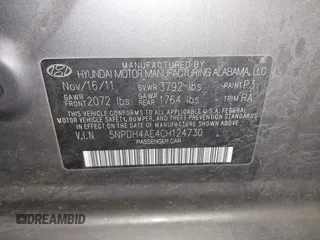 HYUNDAI MOTOR MANUFACTURING ALABAMA, LLC
Nov/16/11 GVWR 3792 lbs PAINT P3
GAWR FRONT 2072 lbs GAWR REAR 1764 lbs TRIM RA
THIS VEHICLE CONFORMS TO ALL APPLICABLE U.S.A FEDERAL
MOTOR VEHICLE SAFETY, BUMPER, AND THEFT PREVENTION
STANDARDS IN EFFECT ON THE DATE OF MANUFACTURE SHOWN ABOVE.
V.I.N 5NPDH4AE4CH124730
PASSENGER CAR
DREAMBID